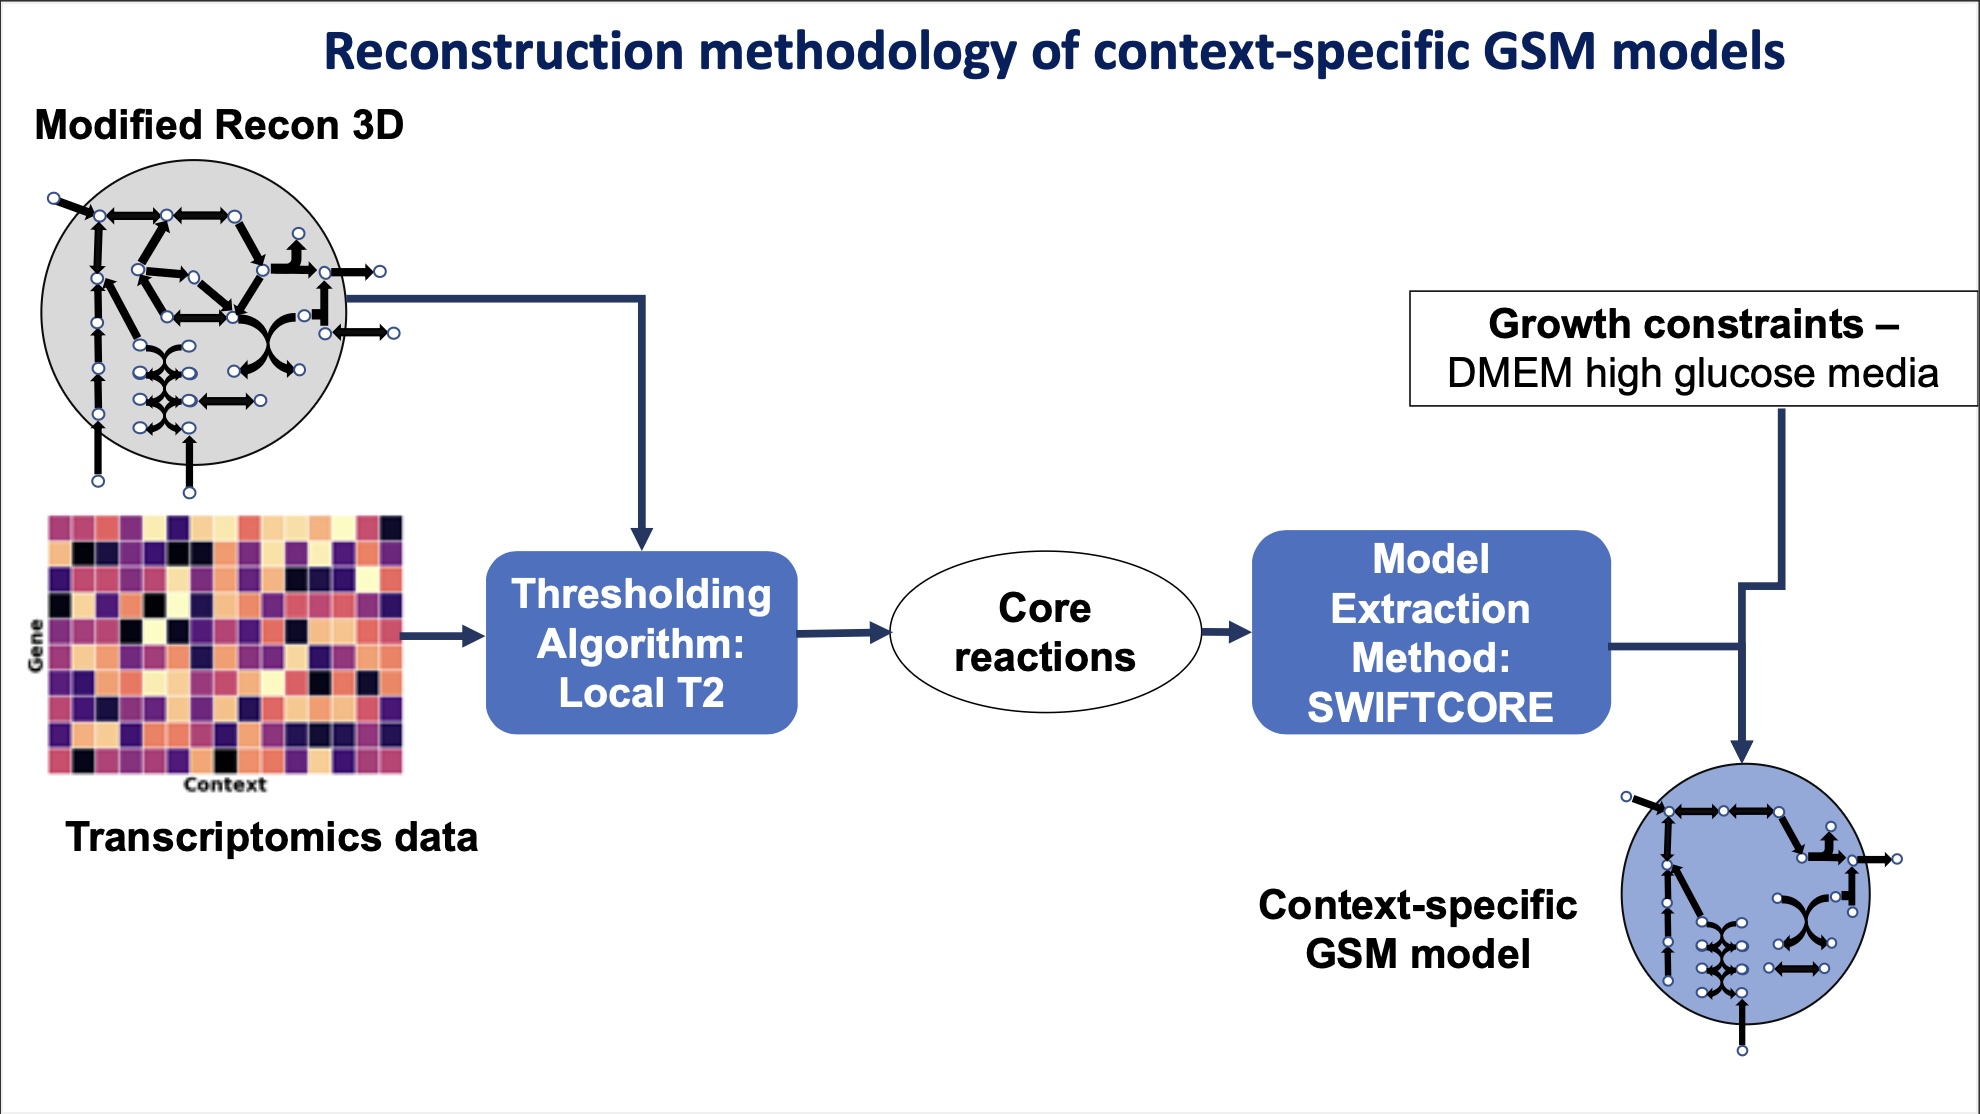 Reconstruction methodology of context-specific GSM models
Modified Recon 3D
Growth constraints –
DMEM high glucose media
Gene
Context
Transcriptomics data
Thresholding
Algorithm:
Local T2
Core
reactions
Model
Extraction
Method:
SWIFTCORE
Context-specific
GSM model